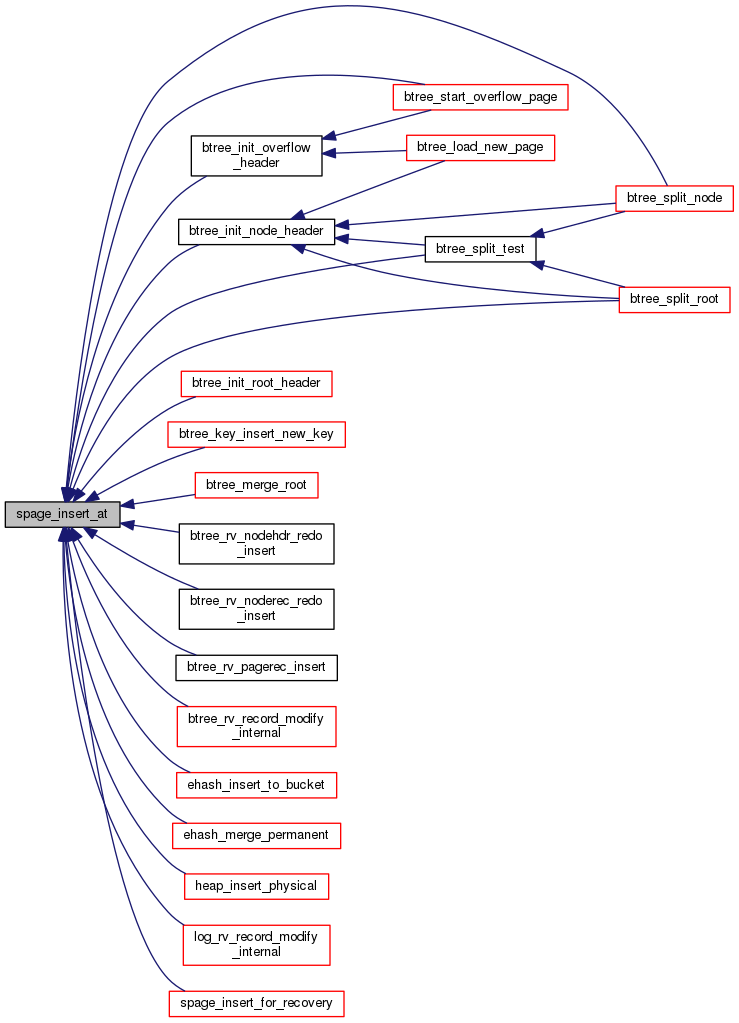 btree_start_overflow_page
btree_init_overflow
_header
btree_load_new_page
btree_split_node
btree_init_node_header
btree_split_test
btree_split_root
btree_init_root_header
btree_key_insert_new_key
btree_merge_root
spage_insert_at
btree_rv_nodehdr_redo
_insert
btree_rv_noderec_redo
_insert
btree_rv_pagerec_insert
btree_rv_record_modify
_internal
ehash_insert_to_bucket
ehash_merge_permanent
heap_insert_physical
log_rv_record_modify
_internal
spage_insert_for_recovery